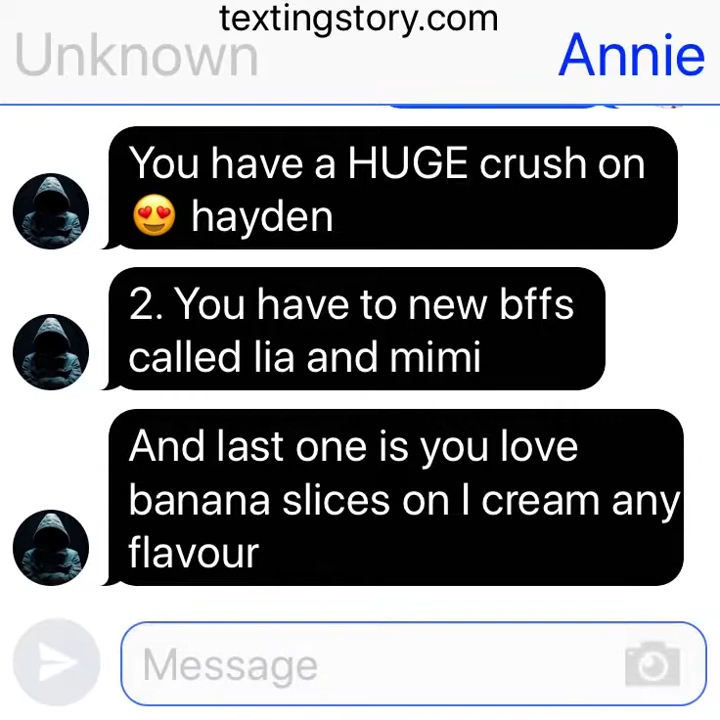 textingstory.com
Unknown
Annie
You have a HUGE crush on
😍 hayden
2. You have to new bffs
called lia and mimi
And last one is you love
banana slices on I cream any
flavour
Message